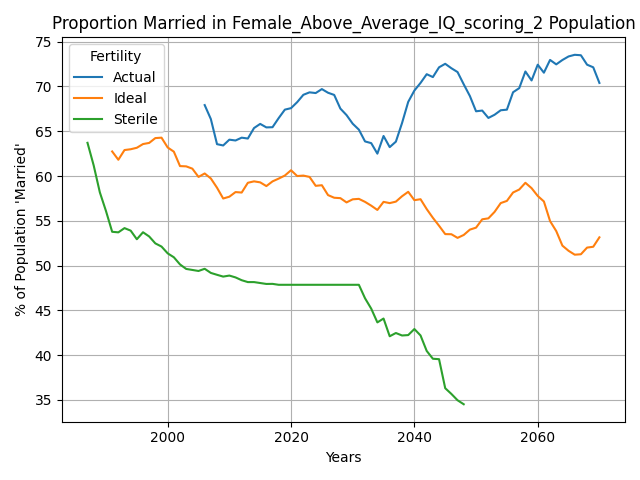 Proportion Married in Female_Above_Average_IQ_scoring_2 Population
75
70
65
60
55
50
45
40
35
% of Population 'Married'
Fertility
Actual
Ideal
Sterile
2000 2020 2040 2060
Years